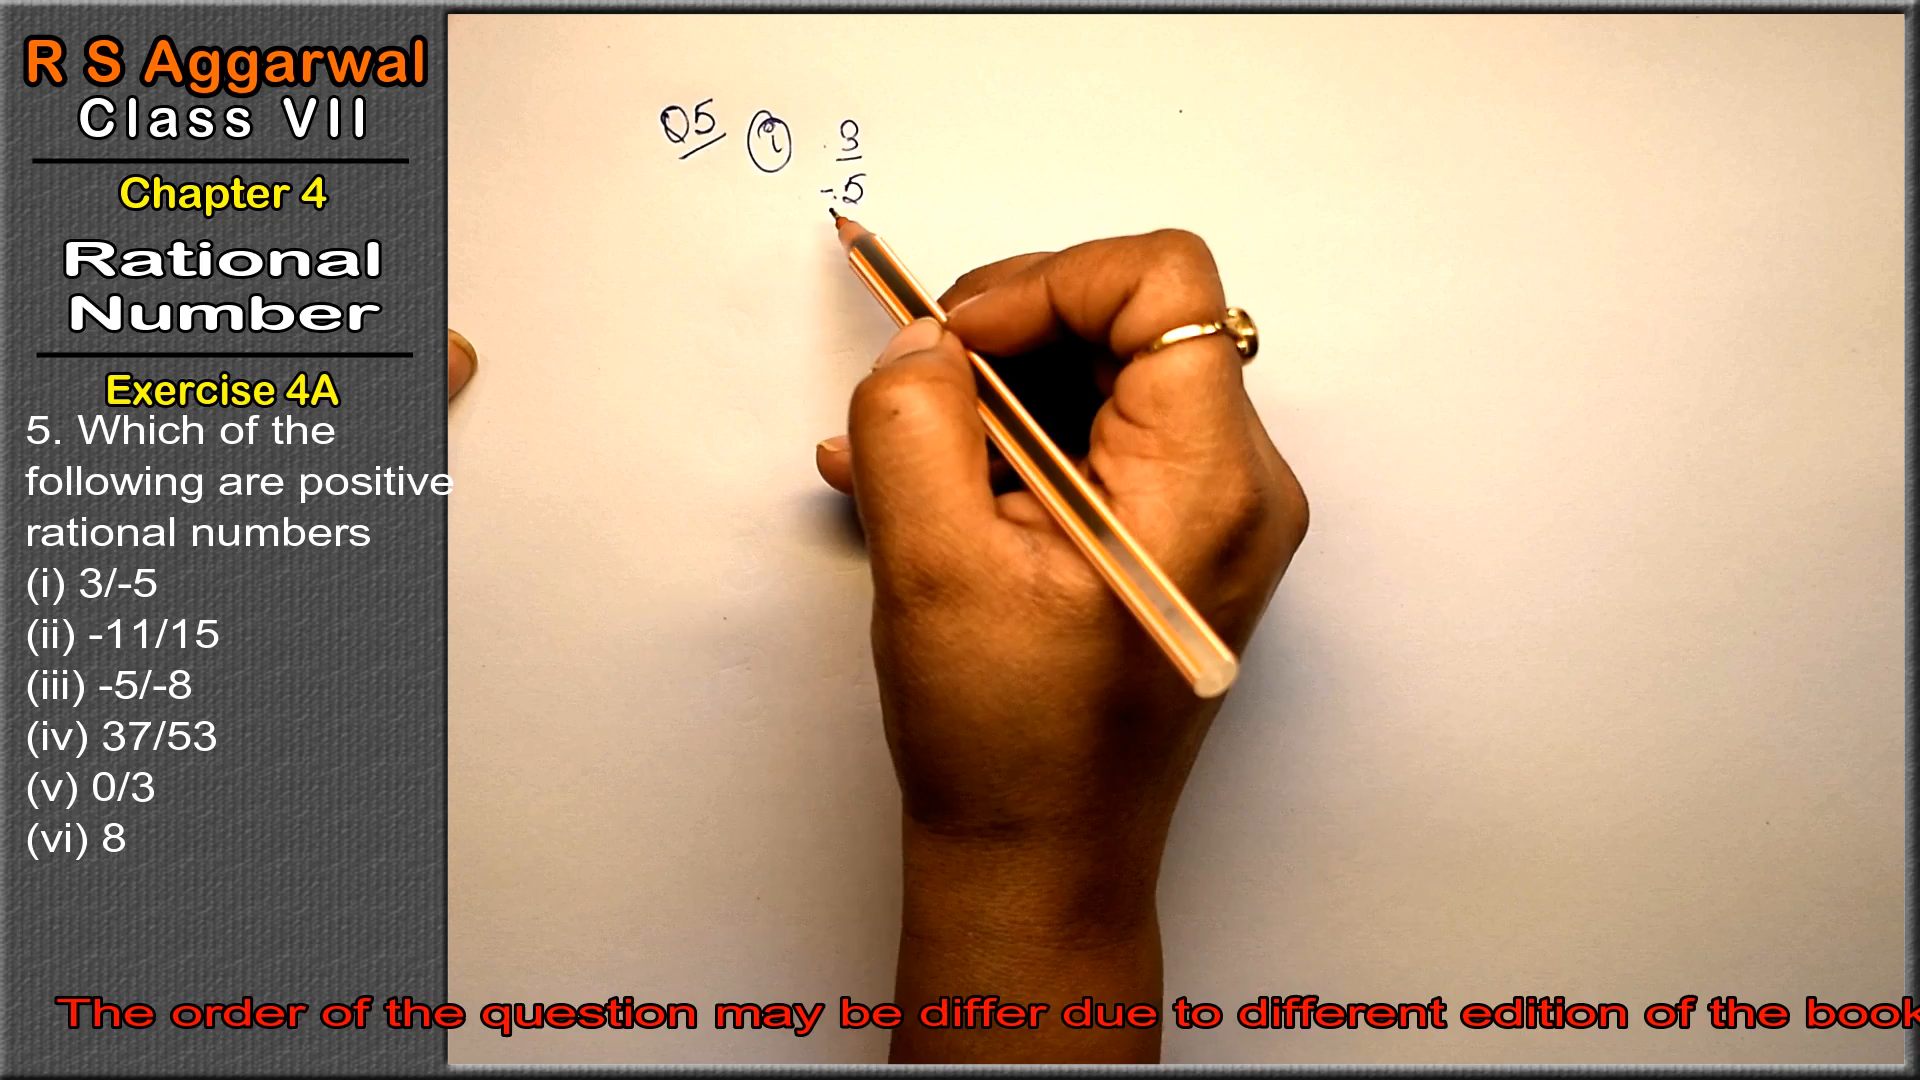 R S Aggarwal
Class VII
Chapter 4
Rational
Number
Exercise 4A
5. Which of the
following are positive
rational numbers
(i) 3/-5
(ii) -11/15
(iii) -5/-8
(iv) 37/53
(v) 0/3
(vi) 8
Q5 (i) 3
-5
The order of the question may be differ due to different edition of the book